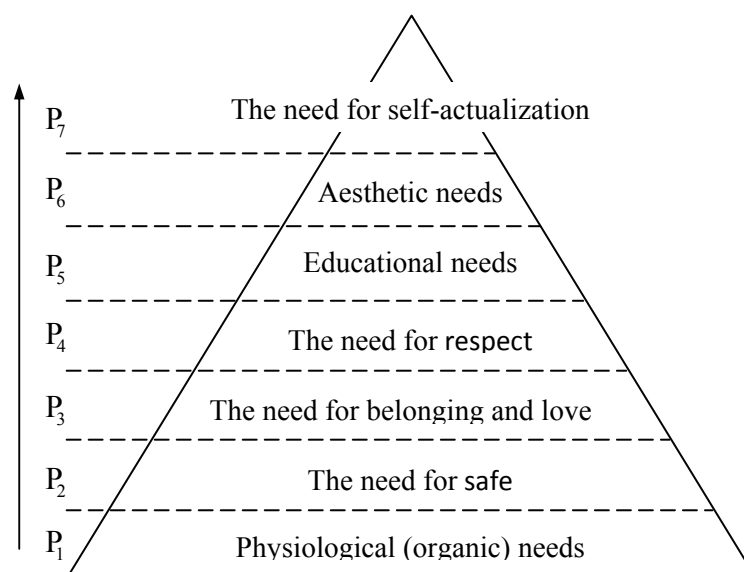 P₇ The need for self-actualization
P₆ Aesthetic needs
P₅ Educational needs
P₄ The need for respect
P₃ The need for belonging and love
P₂ The need for safe
P₁ Physiological (organic) needs